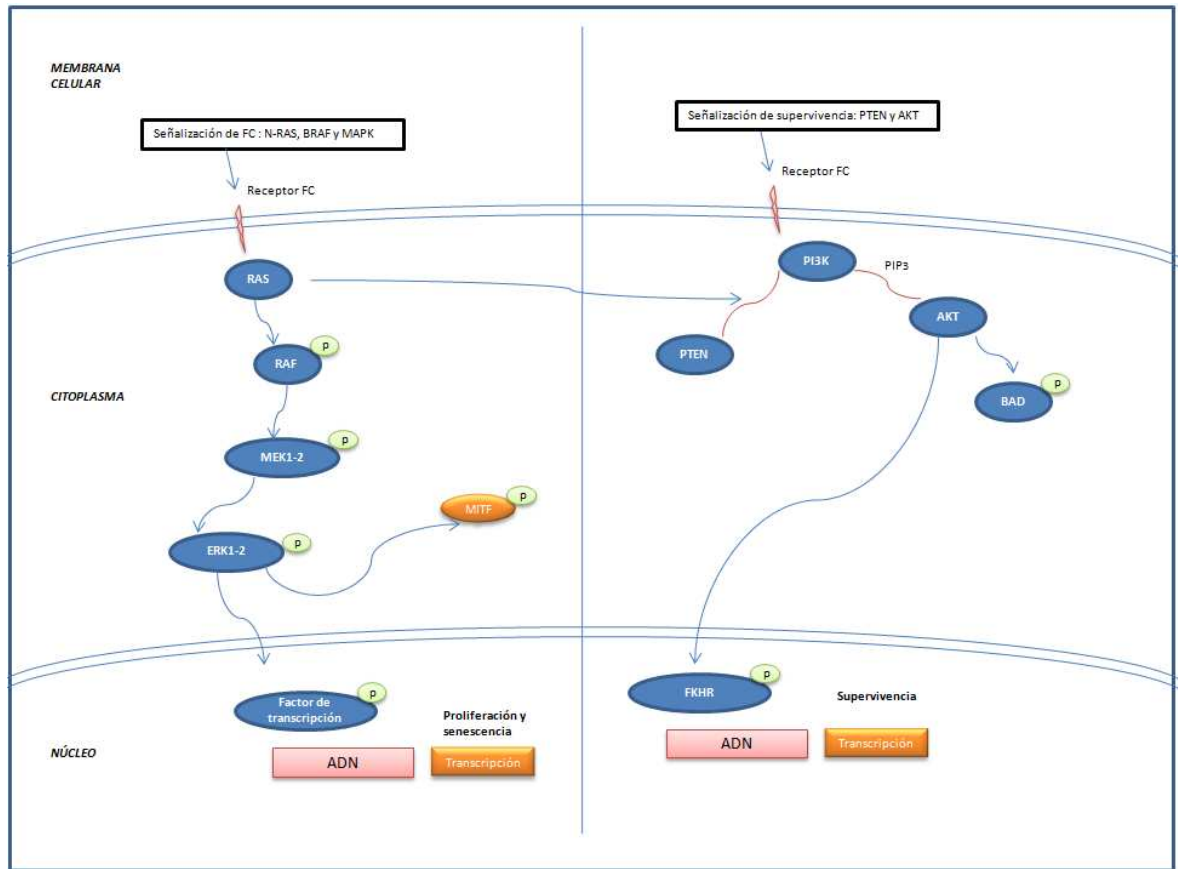 MEMBRANA
CELULAR
Señalización de FC : N-RAS, BRAF y MAPK
Receptor FC
RAS
RAF
P
CITOPLASMA
MEK1-2
P
MITF
P
ERK1-2
P
Factor de
transcripción
P
Proliferación y
senescencia
NÚCLEO
ADN
Transcripción
Señalización de supervivencia: PTEN y AKT
Receptor FC
PI3K
PIP3
AKT
PTEN
BAD
P
FKHR
P
Supervivencia
ADN
Transcripción